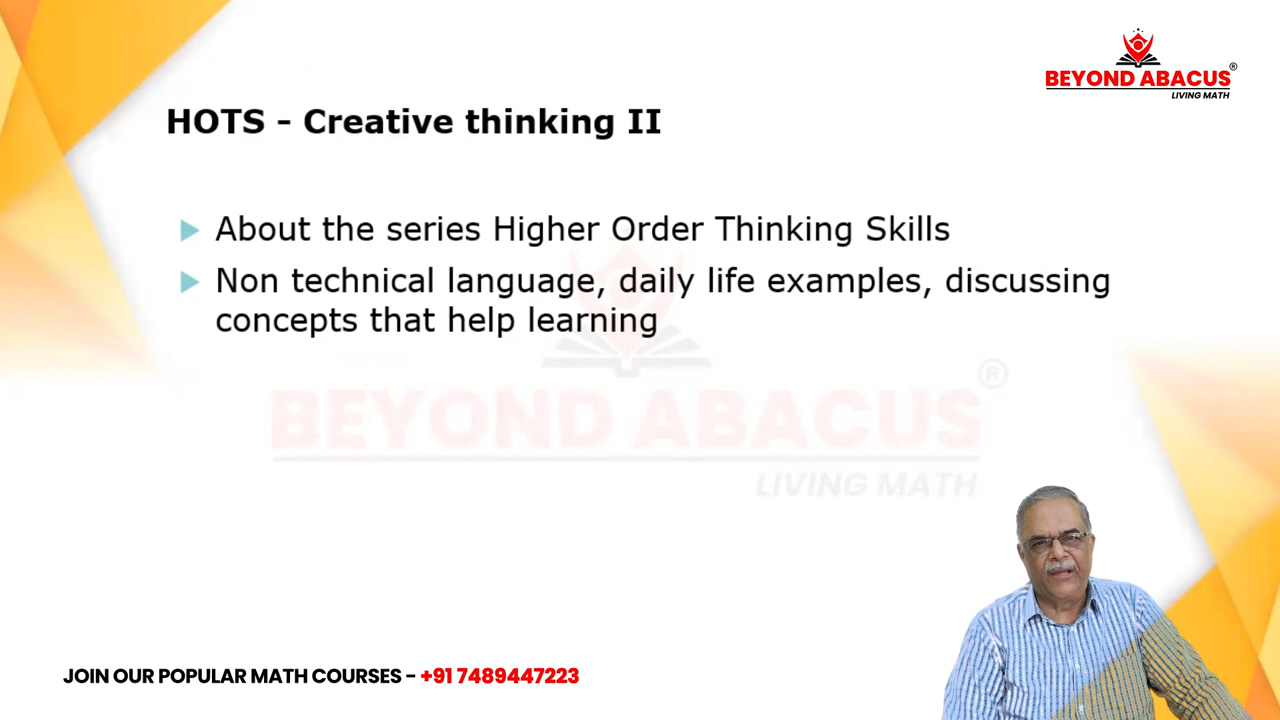 BEYOND ABACUS®
LIVING MATH
HOTS - Creative thinking II
About the series Higher Order Thinking Skills
Non technical language, daily life examples, discussing
concepts that help learning
BEYOND ABACUS®
LIVING MATH
JOIN OUR POPULAR MATH COURSES - +91 7489447223